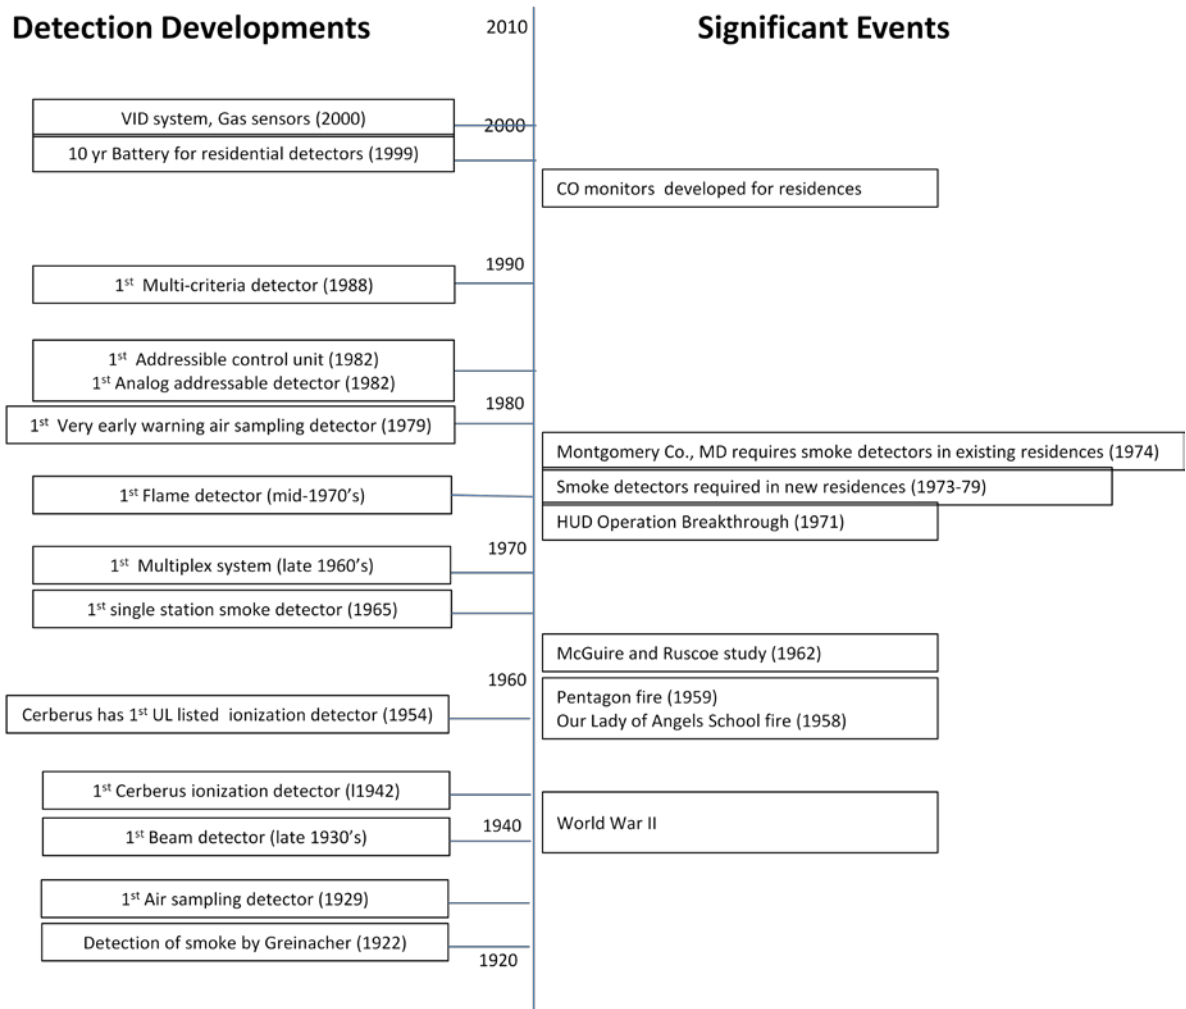 Detection Developments
2010
Significant Events
VID system, Gas sensors (2000)
2000
10 yr Battery for residential detectors (1999)
CO monitors  developed for residences
1990
1st  Multi-criteria detector (1988)
1st  Addressible control unit (1982)
1st Analog addressable detector (1982)
1980
1st  Very early warning air sampling detector (1979)
Montgomery Co., MD requires smoke detectors in existing residences (1974)
1st Flame detector (mid-1970's)
Smoke detectors required in new residences (1973-79)
HUD Operation Breakthrough (1971)
1970
1st  Multiplex system (late 1960's)
1st single station smoke detector (1965)
McGuire and Ruscoe study (1962)
1960
Pentagon fire (1959)
Cerberus has 1st UL listed  ionization detector (1954)
Our Lady of Angels School fire (1958)
1st Cerberus ionization detector (l1942)
1940
World War II
1st Beam detector (late 1930's)
1st Air sampling detector (1929)
Detection of smoke by Greinacher (1922)
1920